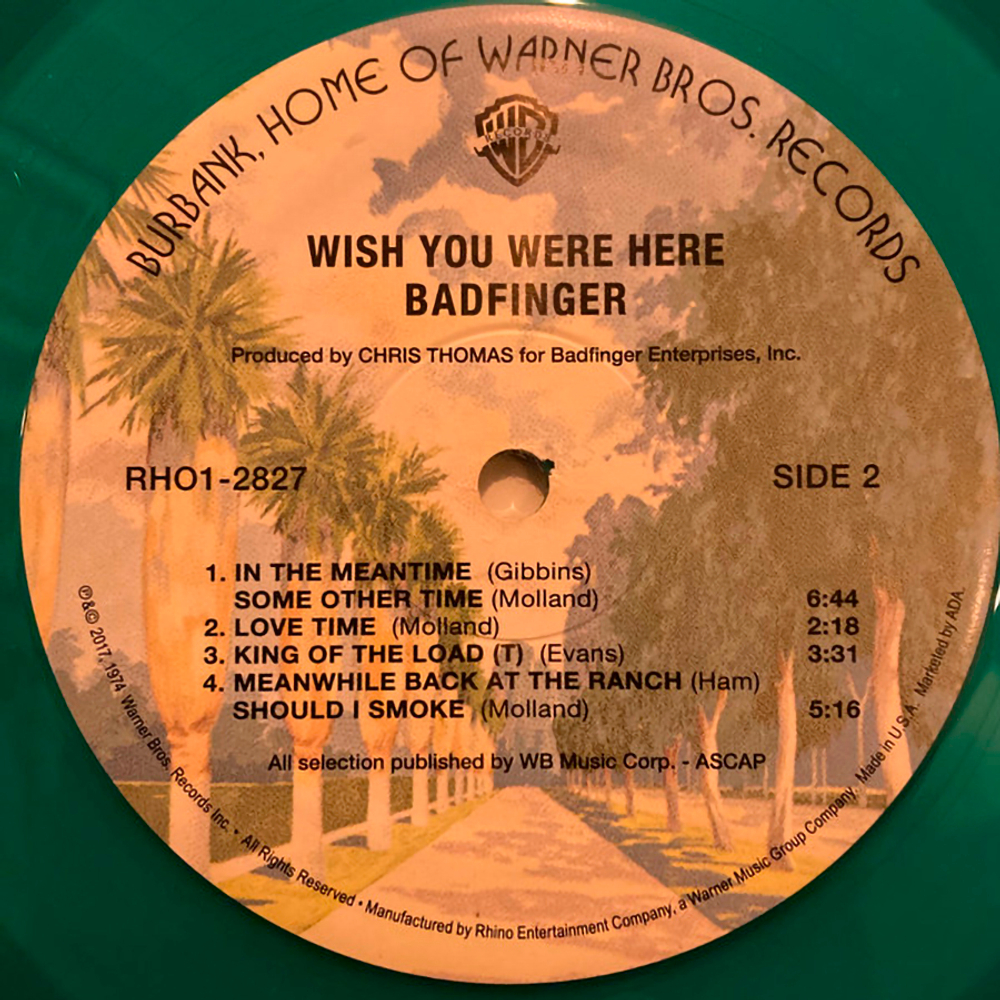 BURBANK, HOME OF WARNER BROS. RECORDS
WB
RECORDS
WISH YOU WERE HERE
BADFINGER
Produced by CHRIS THOMAS for Badfinger Enterprises, Inc.
RHO1-2827
SIDE 2
1. IN THE MEANTIME (Gibbins)
SOME OTHER TIME (Molland) 6:44
2. LOVE TIME (Molland) 2:18
3. KING OF THE LOAD (T) (Evans) 3:31
4. MEANWHILE BACK AT THE RANCH (Ham)
SHOULD I SMOKE (Molland) 5:16
All selection published by WB Music Corp. - ASCAP
℗&© 2017, 1974 Warner Bros. Records Inc. • All Rights Reserved • Manufactured by Rhino Entertainment Company, a Warner Music Group Company. Made in U.S.A. Marketed by ADA.